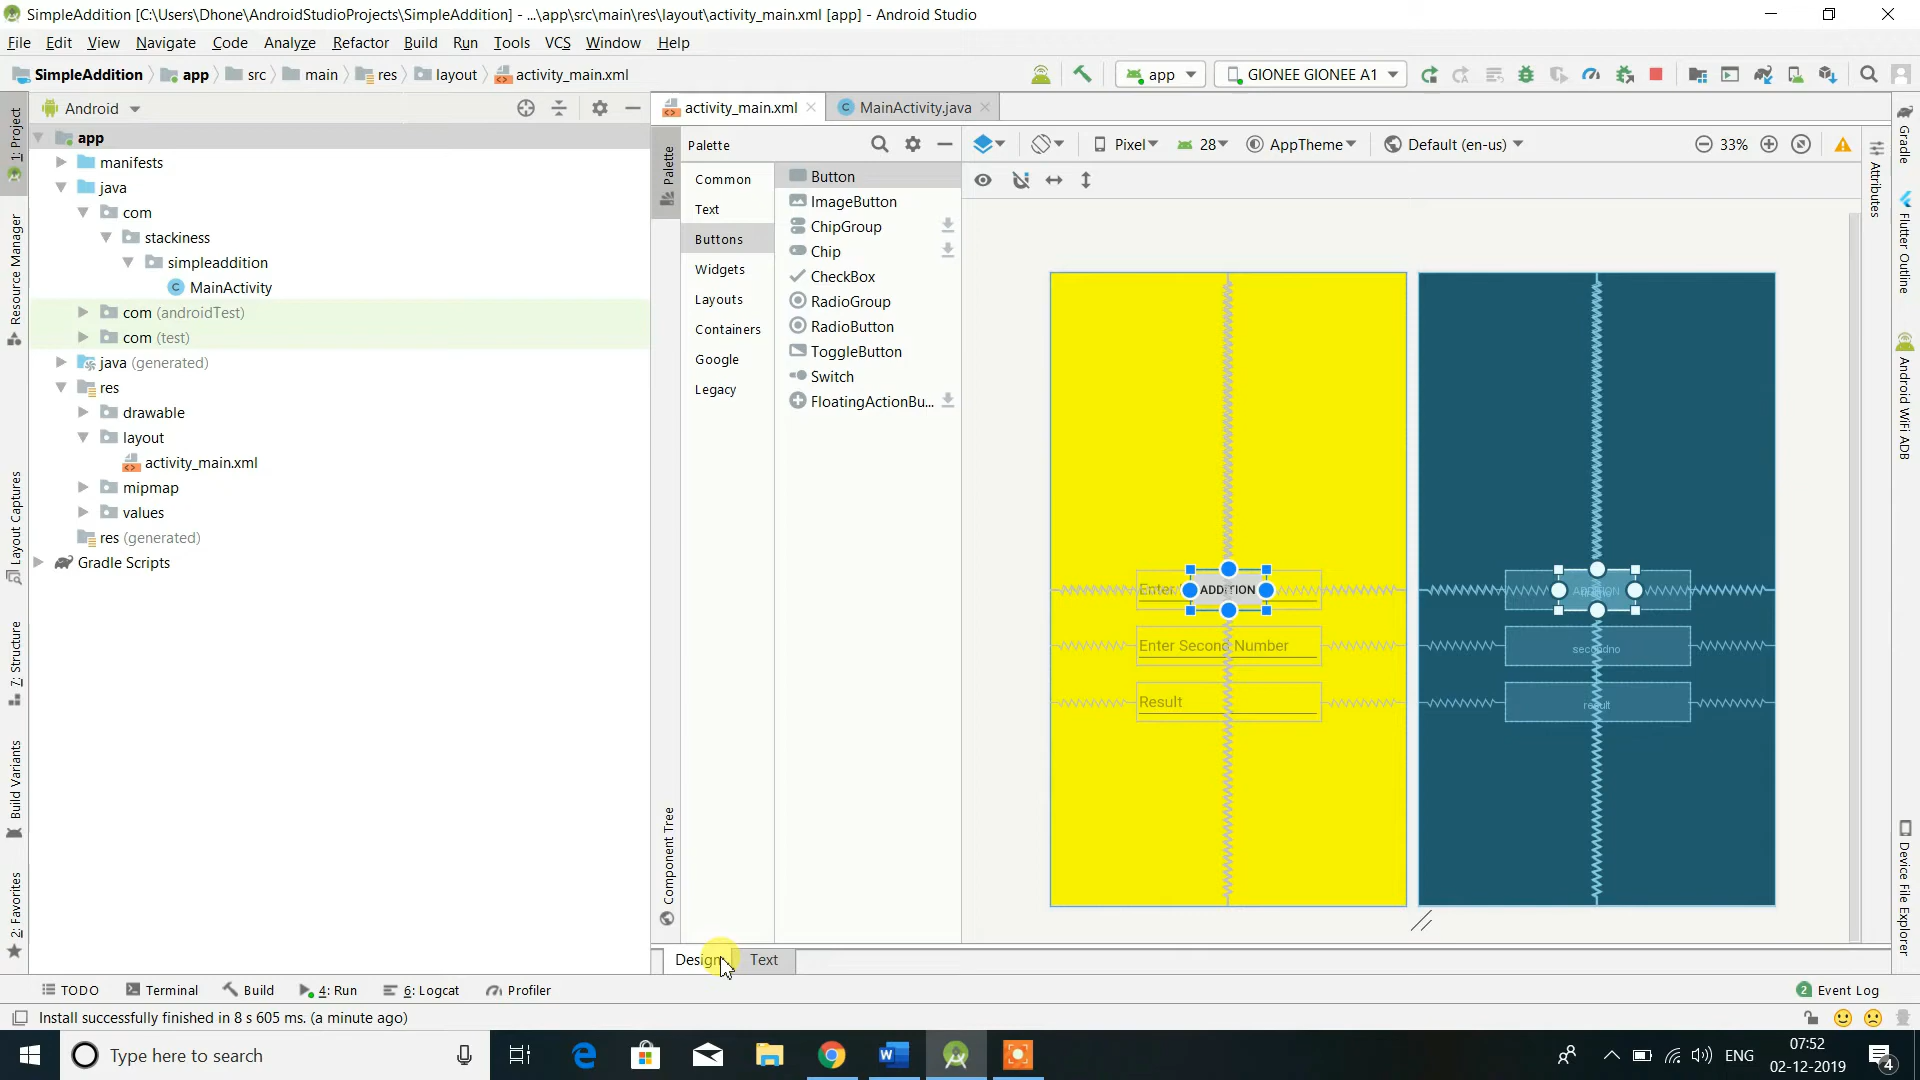 SimpleAddition [C:\Users\Dhone\AndroidStudioProjects\SimpleAddition] - ...\app\src\main\res\layout\activity_main.xml [app] - Android Studio
File Edit View Navigate Code Analyze Refactor Build Run Tools VCS Window Help
SimpleAddition app src main res layout activity_main.xml app GIONEE GIONEE A1
1: Project
Resource Manager
Layout Captures
7: Structure
Build Variants
2: Favorites
Android
app
manifests
java
com
stackiness
simpleaddition
MainActivity
com (androidTest)
com (test)
java (generated)
res
drawable
layout
activity_main.xml
mipmap
values
res (generated)
Gradle Scripts
activity_main.xml MainActivity.java
Palette
Component Tree
Palette
Common
Text
Buttons
Widgets
Layouts
Containers
Google
Legacy
Button
ImageButton
ChipGroup
Chip
CheckBox
RadioGroup
RadioButton
ToggleButton
Switch
FloatingActionBu...
Pixel 28 AppTheme Default (en-us) 33%
Enter ADDITION
Enter Second Number
Result
ADDITION
secondno
result
Attributes
Gradle
Flutter Outline
Android WiFi ADB
Device File Explorer
Design Text
TODO Terminal Build 4: Run 6: Logcat Profiler 2 Event Log
Install successfully finished in 8 s 605 ms. (a minute ago)
Type here to search
ENG
07:52
02-12-2019
4